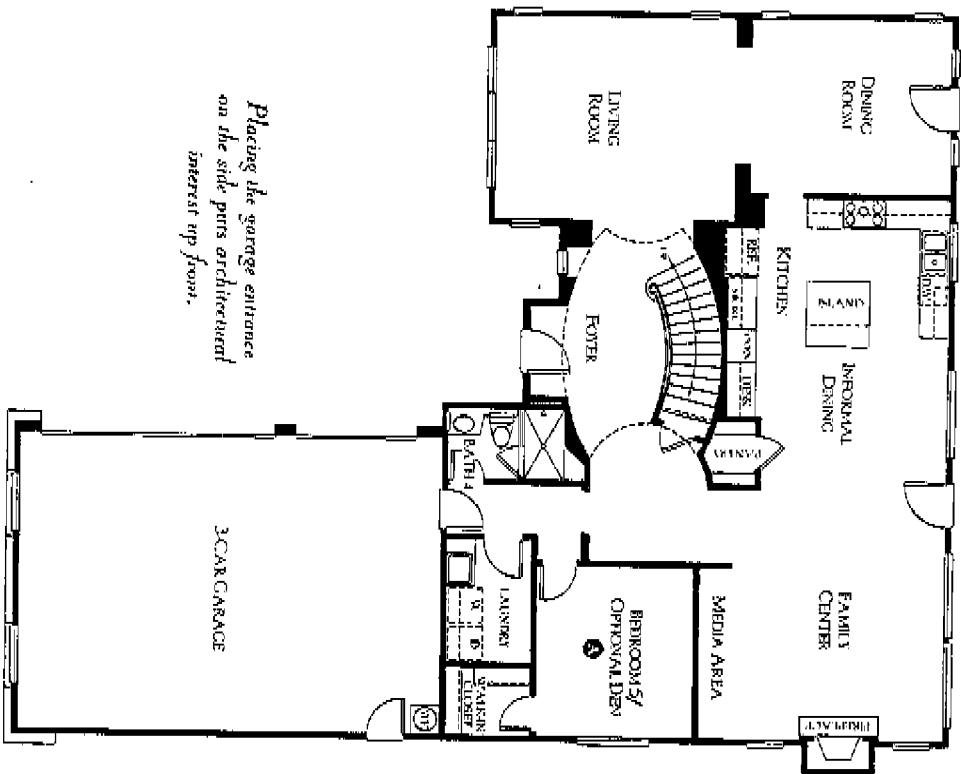 DINING
ROOM
LIVING
ROOM
KITCHEN
REF.
DESK
ISLAND
D/W
INFORMAL
DINING
PANTRY
FOYER
UP
Placing the garage entrance
on the side puts architectural
interest up front.
BATH 4
LAUNDRY
W
D
WALK-IN
CLOSET
BEDROOM 5/
OPTIONAL DEN
MEDIA AREA
FAMILY
CENTER
FIREPLACE
3-CAR GARAGE